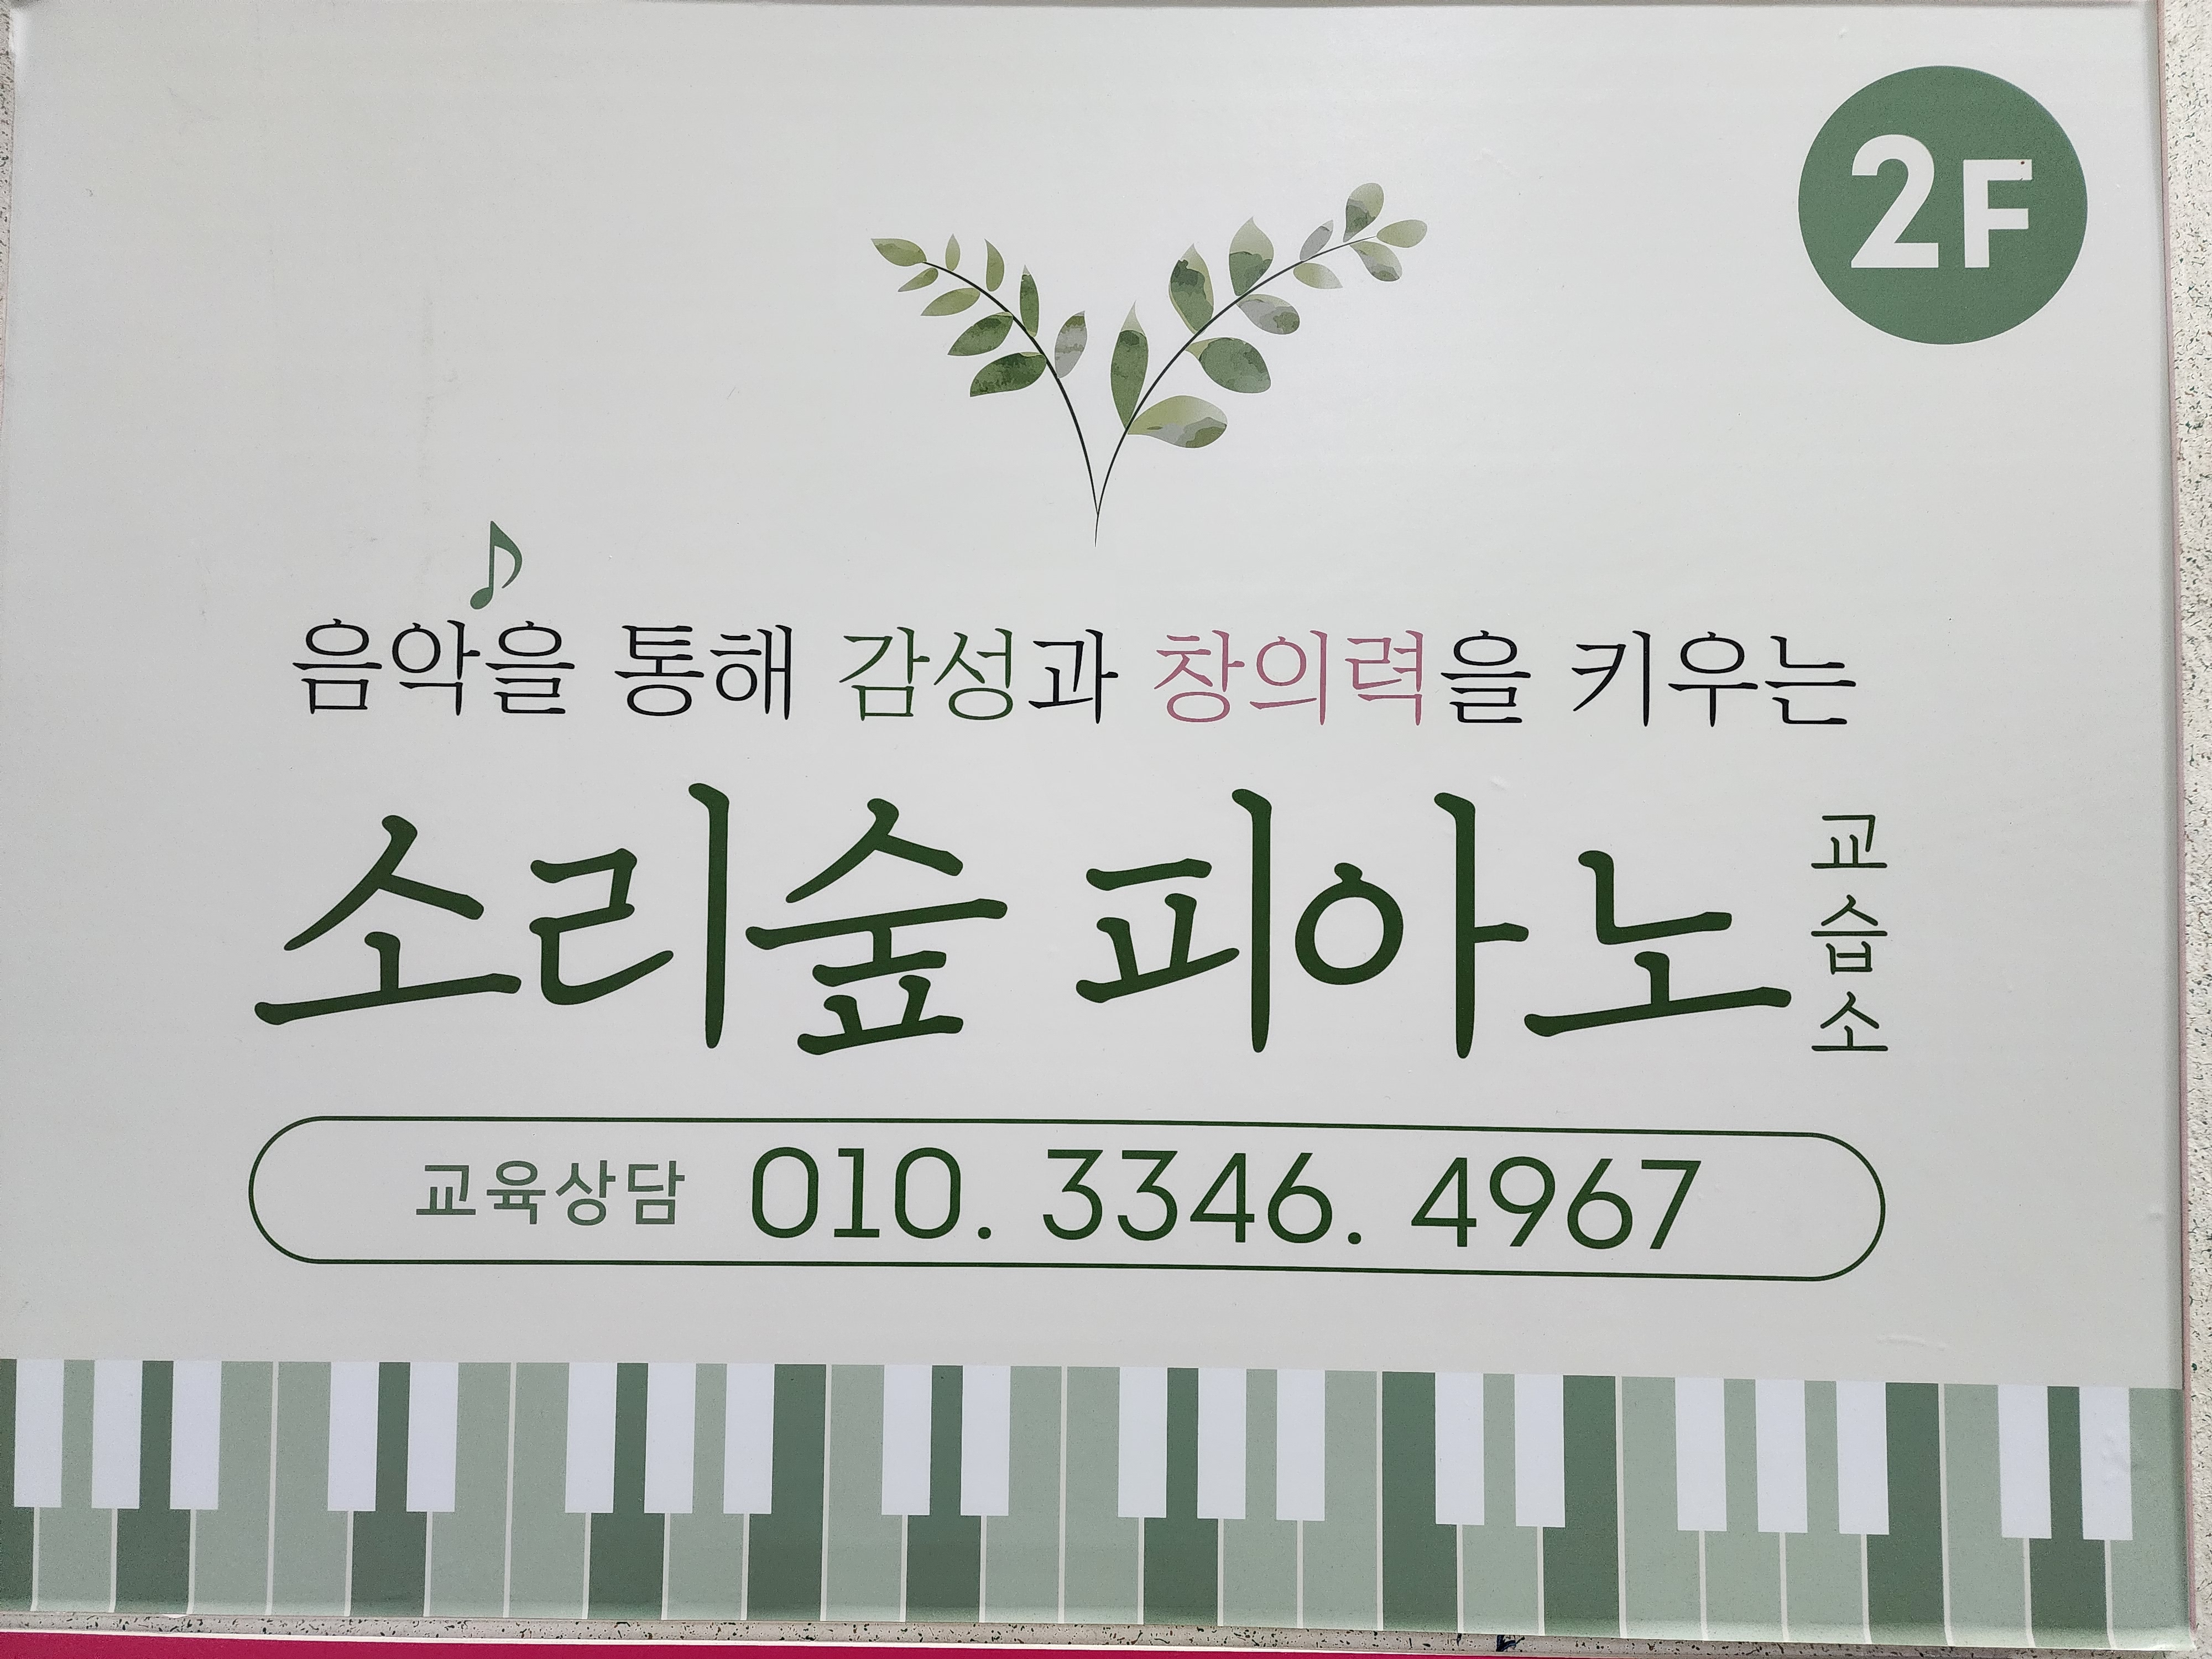 2F
음악을 통해 감성과 창의력을 키우는
소리숲 피아노 교습소
교육상담 010. 3346. 4967